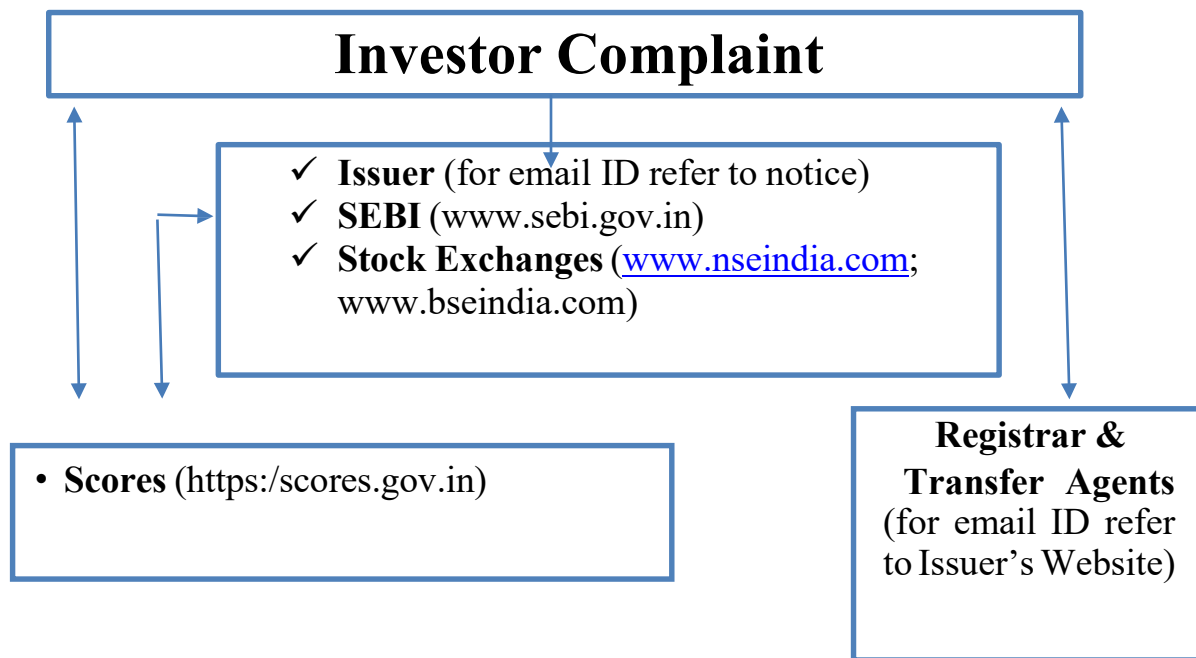 Investor Complaint
✓ Issuer (for email ID refer to notice)
✓ SEBI (www.sebi.gov.in)
✓ Stock Exchanges (www.nseindia.com;
www.bseindia.com)
• Scores (https:/scores.gov.in)
Registrar &
Transfer Agents
(for email ID refer
to Issuer’s Website)